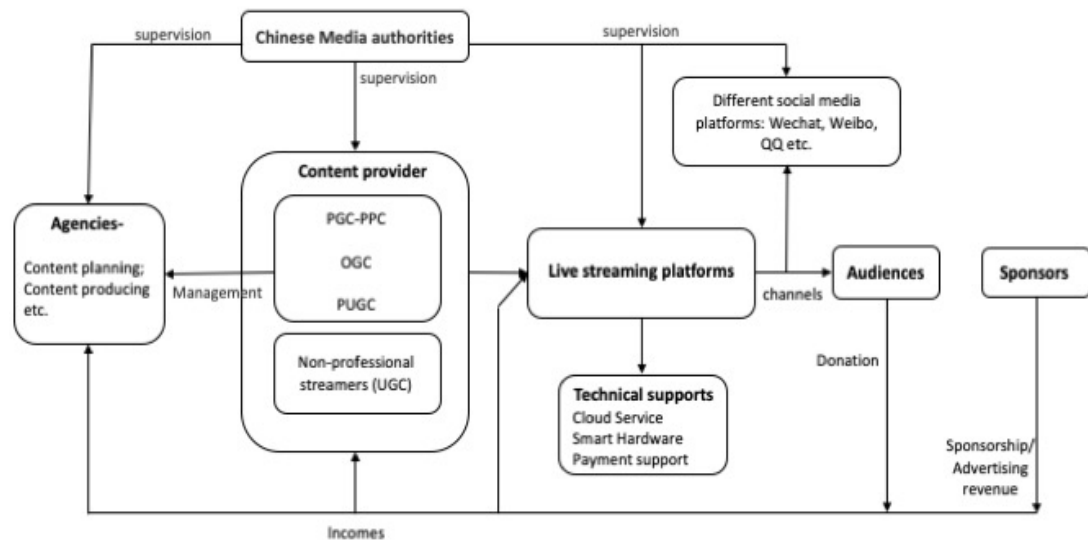 supervision
Chinese Media authorities
supervision
supervision
Different social media
platforms: Wechat, Weibo,
QQ etc.
Content provider
PGC-PPC
OGC
PUGC
Non-professional
streamers (UGC)
Agencies-
Content planning;
Content producing
etc.
Management
Live streaming platforms
channels
Audiences
Sponsors
Donation
Technical supports
Cloud Service
Smart Hardware
Payment support
Sponsorship/
Advertising
revenue
Incomes